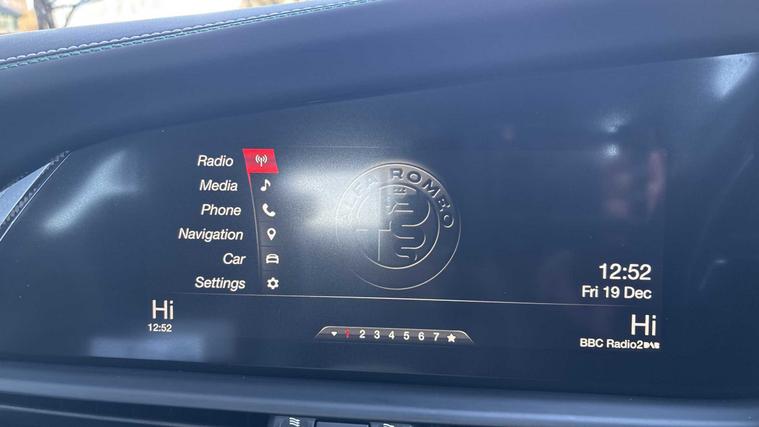 Radio
Media
Phone
Navigation
Car
Settings
ALFA ROMEO
12:52
Fri 19 Dec
Hi
12:52
1 2 3 4 5 6 7
Hi
BBC Radio2 DAB